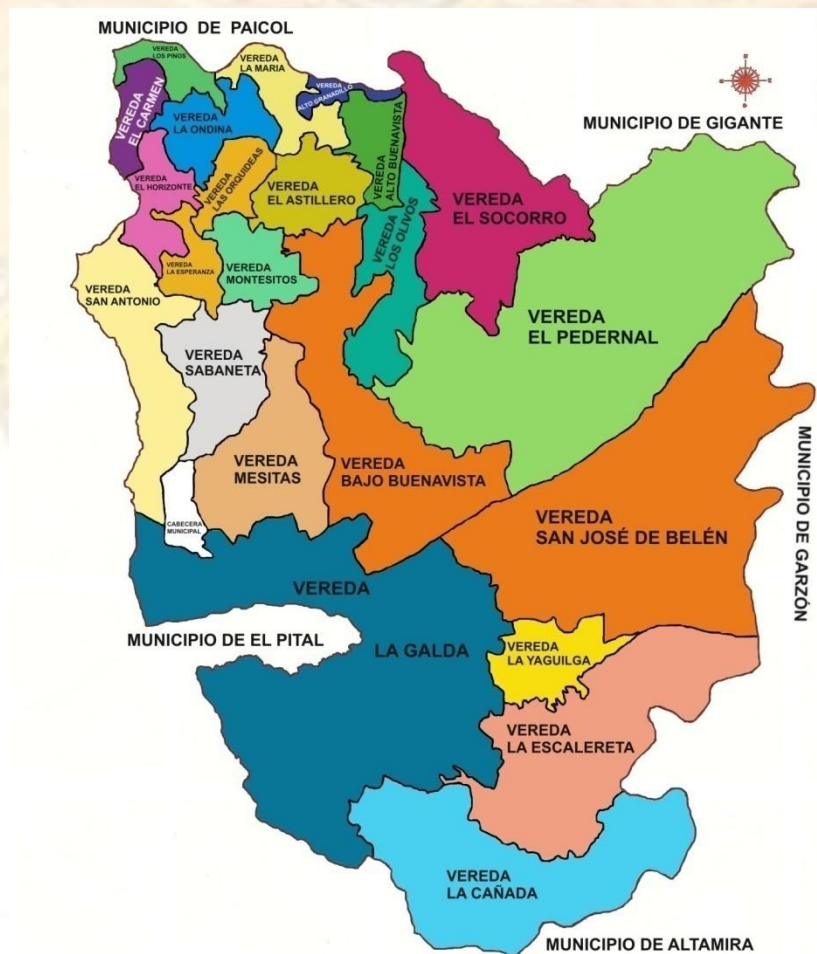 MUNICIPIO DE PAICOL
VEREDA
LOS PINOS
VEREDA
LA MARIA
VEREDA
ALTO GRANADILLO
VEREDA
EL CARMEN
VEREDA
LA ONDINA
MUNICIPIO DE GIGANTE
VEREDA
EL HORIZONTE
VEREDA
LAS ORQUIDEAS
VEREDA
EL ASTILLERO
VEREDA
ALTO BUENAVISTA
VEREDA
EL SOCORRO
VEREDA
LOS OLIVOS
VEREDA
LA ESPERANZA
VEREDA
MONTESITOS
VEREDA
SAN ANTONIO
VEREDA
EL PEDERNAL
VEREDA
SABANETA
VEREDA
MESITAS
VEREDA
BAJO BUENAVISTA
MUNICIPIO DE GARZÓN
CABECERA
MUNICIPAL
VEREDA
SAN JOSÉ DE BELÉN
VEREDA
LA GALDA
MUNICIPIO DE EL PITAL
VEREDA
LA YAGUILGA
VEREDA
LA ESCALERETA
VEREDA
LA CAÑADA
MUNICIPIO DE ALTAMIRA